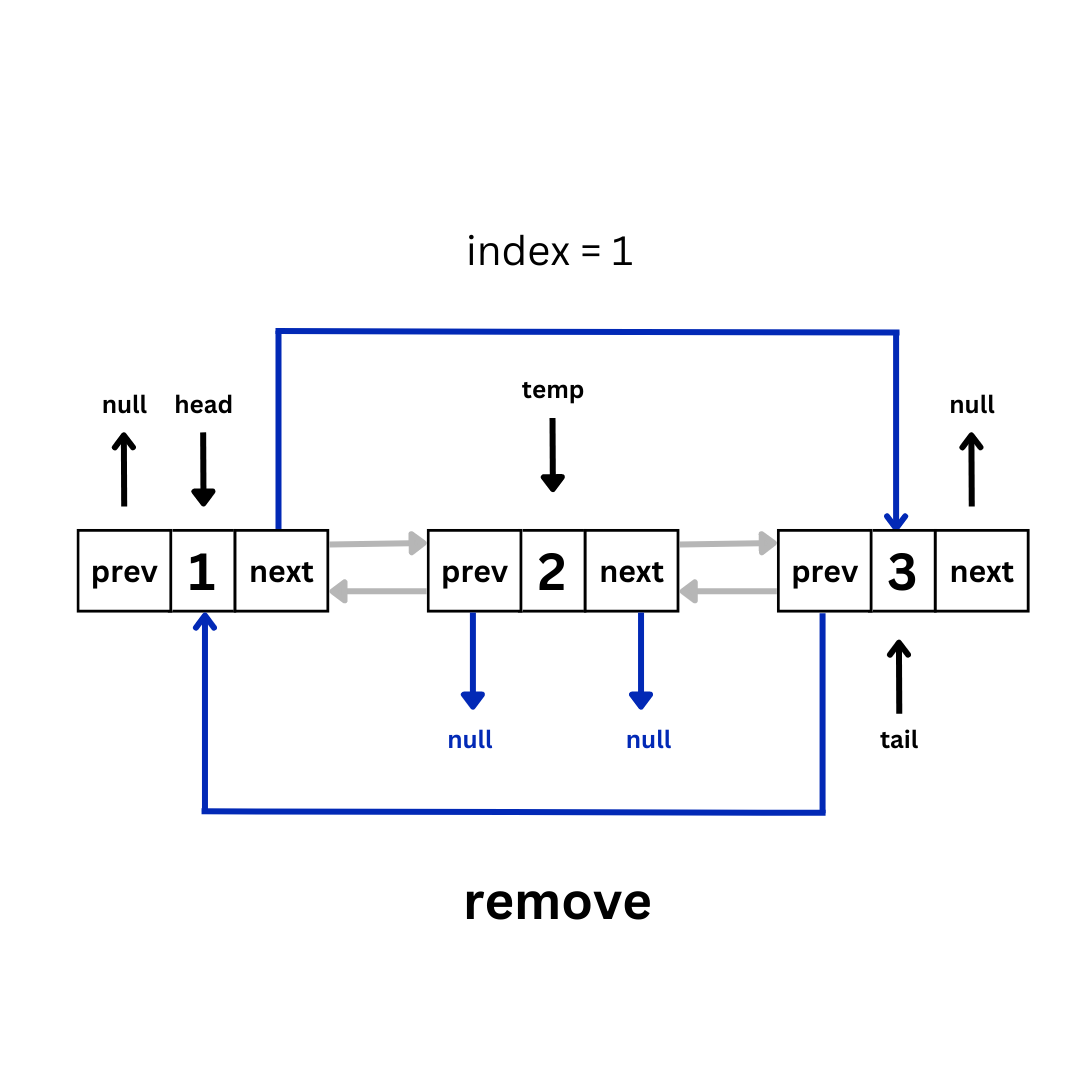 index = 1
temp
null head null
prev 1 next prev 2 next prev 3 next
null null tail
remove